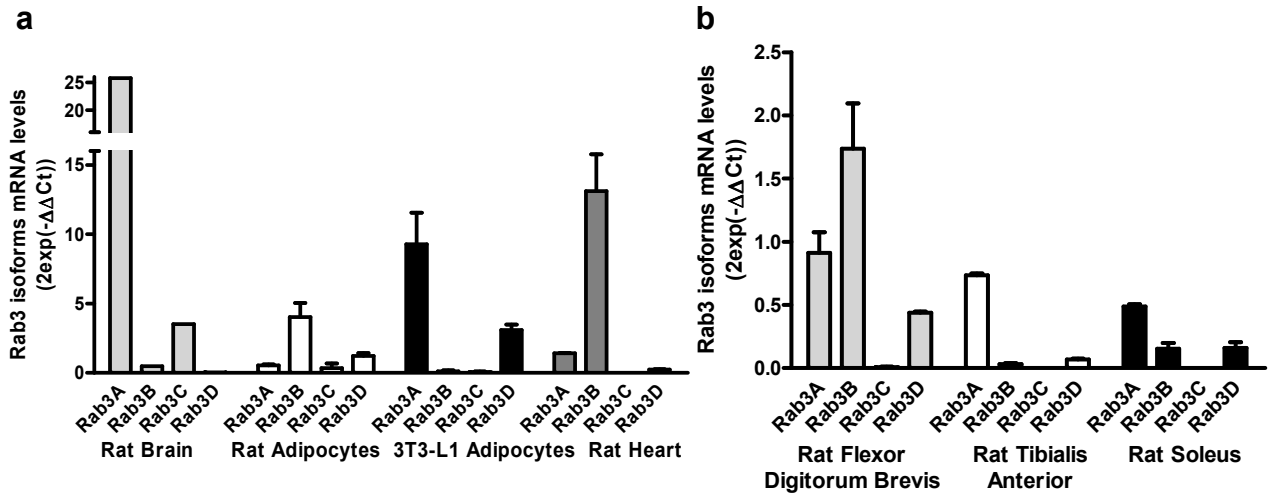 a
Rab3 isoforms mRNA levels
(2exp(-ΔΔCt))
25
20
15
10
5
0
Rab3A
Rab3B
Rab3C
Rab3D
Rab3A
Rab3B
Rab3C
Rab3D
Rab3A
Rab3B
Rab3C
Rab3D
Rab3A
Rab3B
Rab3C
Rab3D
Rat Brain
Rat Adipocytes
3T3-L1 Adipocytes
Rat Heart
b
Rab3 isoforms mRNA levels
(2exp(-ΔΔCt))
2.5
2.0
1.5
1.0
0.5
0.0
Rab3A
Rab3B
Rab3C
Rab3D
Rab3A
Rab3B
Rab3C
Rab3D
Rab3A
Rab3B
Rab3C
Rab3D
Rat Flexor
Digitorum Brevis
Rat Tibialis
Anterior
Rat Soleus